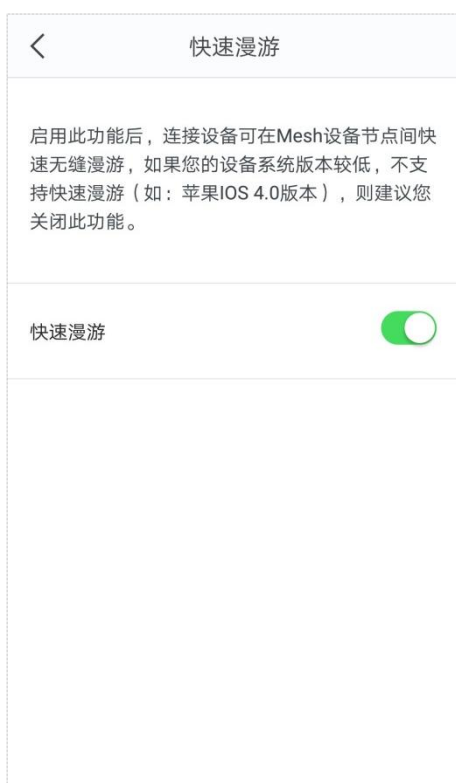 快速漫游
启用此功能后，连接设备可在Mesh设备节点间快
速无缝漫游，如果您的设备系统版本较低，不支
持快速漫游（如：苹果IOS 4.0版本），则建议您
关闭此功能。
快速漫游